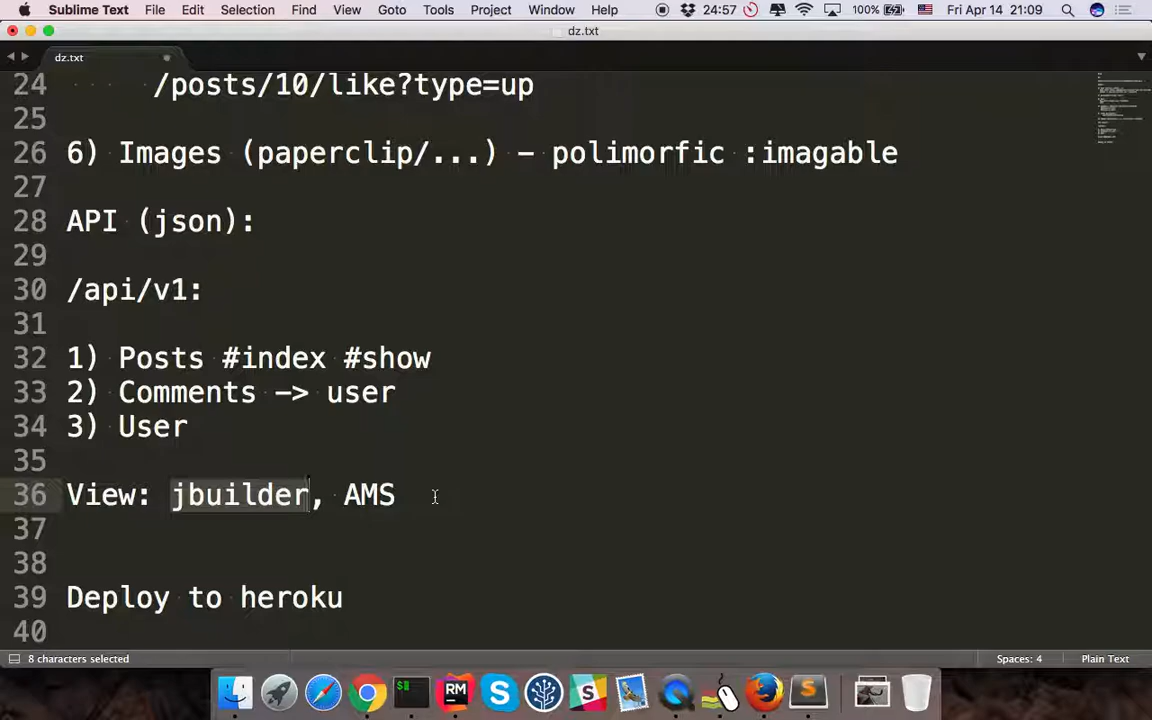 Sublime Text File Edit Selection Find View Goto Tools Project Window Help 24:57 100% Fri Apr 14 21:09
dz.txt
dz.txt
24 /posts/10/like?type=up
25
26 6) Images (paperclip/...) - polimorfic :imagable
27
28 API (json):
29
30 /api/v1:
31
32 1) Posts #index #show
33 2) Comments -> user
34 3) User
35
36 View: jbuilder, AMS
37
38
39 Deploy to heroku
40
8 characters selected Spaces: 4 Plain Text